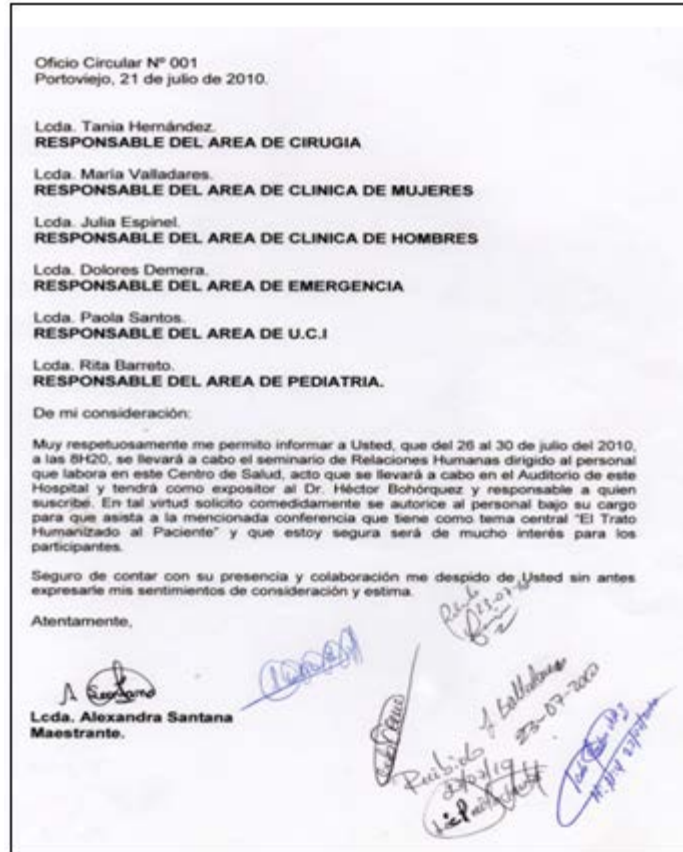 Oficio Circular Nº 001
Portoviejo, 21 de julio de 2010.
Lcda. Tania Hernández.
RESPONSABLE DEL AREA DE CIRUGIA
Lcda. María Valladares.
RESPONSABLE DEL AREA DE CLINICA DE MUJERES
Lcda. Julia Espinel.
RESPONSABLE DEL AREA DE CLINICA DE HOMBRES
Lcda. Dolores Demera.
RESPONSABLE DEL AREA DE EMERGENCIA
Lcda. Paola Santos.
RESPONSABLE DEL AREA DE U.C.I
Lcda. Rita Barreto.
RESPONSABLE DEL AREA DE PEDIATRIA.
De mi consideración:
Muy respetuosamente me permito informar a Usted, que del 26 al 30 de julio del 2010,
a las 8H20, se llevará a cabo el seminario de Relaciones Humanas dirigido al personal
que labora en este Centro de Salud, acto que se llevará a cabo en el Auditorio de este
Hospital y tendrá como expositor al Dr. Héctor Bohórquez y responsable a quien
suscribe. En tal virtud solicito comedidamente se autorice al personal bajo su cargo
para que asista a la mencionada conferencia que tiene como tema central "El Trato
Humanizado al Paciente" y que estoy segura será de mucho interés para los
participantes.
Seguro de contar con su presencia y colaboración me despido de Usted sin antes
expresarle mis sentimientos de consideración y estima.
Atentamente,
Lcda. Alexandra Santana
Maestrante.
Recibido
23-07-2010